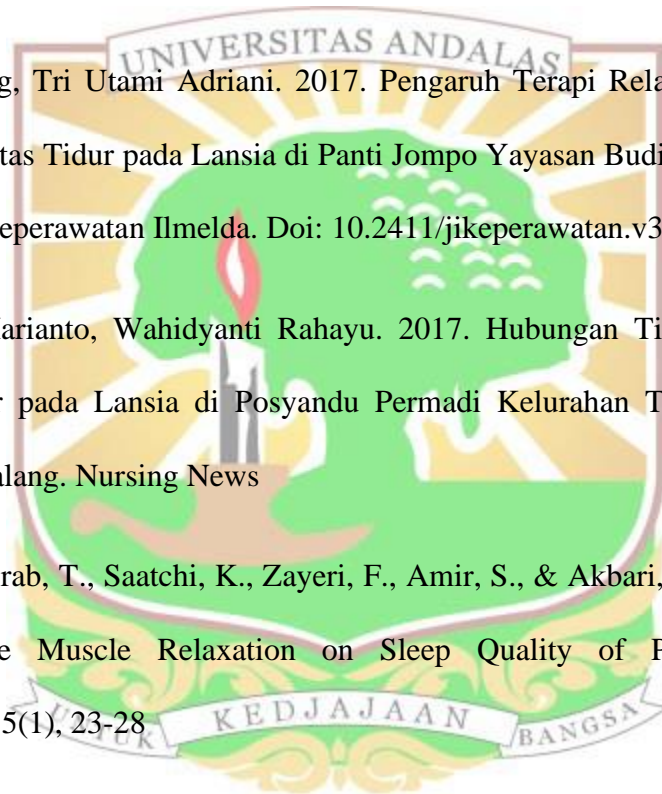 UNIVERSITAS ANDALAS
g, Tri Utami Adriani. 2017. Pengaruh Terapi Rela
tas Tidur pada Lansia di Panti Jompo Yayasan Budi
eperawatan Ilmelda. Doi: 10.2411/jikeperawatan.v3
arianto, Wahidyanti Rahayu. 2017. Hubungan Ti
r pada Lansia di Posyandu Permadi Kelurahan T
alang. Nursing News
rab, T., Saatchi, K., Zayeri, F., Amir, S., & Akbari,
e Muscle Relaxation on Sleep Quality of P
5(1), 23-28
UNTUK KEDJAJAAN BANGSA